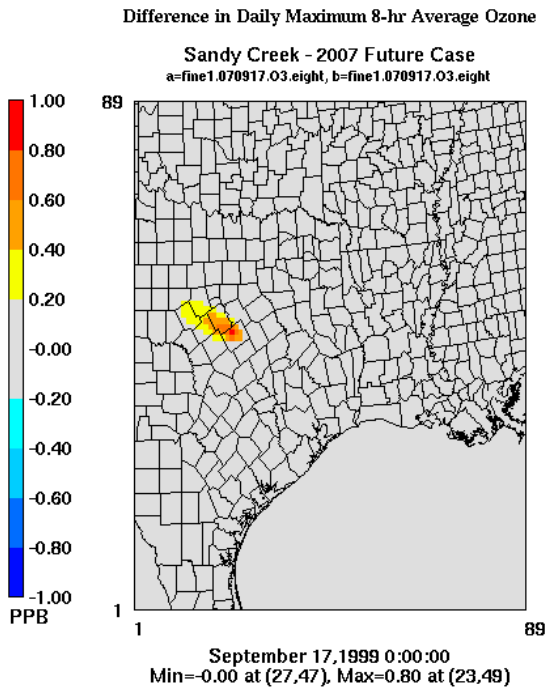 Difference in Daily Maximum 8-hr Average Ozone
Sandy Creek - 2007 Future Case
a=fine1.070917.O3.eight, b=fine1.070917.O3.eight
1.00
0.80
0.60
0.40
0.20
-0.00
-0.20
-0.40
-0.60
-0.80
-1.00
PPB
89
1
1
89
September 17,1999 0:00:00
Min=-0.00 at (27,47), Max=0.80 at (23,49)